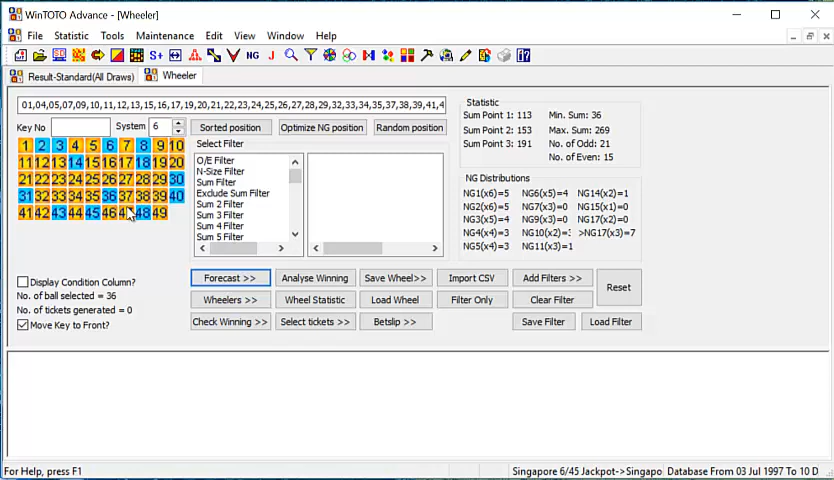 WinTOTO Advance - [Wheeler]
File Statistic Tools Maintenance Edit View Window Help
S+ NG J
Result-Standard(All Draws) Wheeler
01,04,05,07,09,10,11,12,13,15,16,17,19,20,21,22,23,24,25,26,27,28,29,32,33,34,35,37,38,39,41,4
Key No System 6
Sorted position Optimize NG position Random position
1 2 3 4 5 6 7 8 9 10
11 12 13 14 15 16 17 18 19 20
21 22 23 24 25 26 27 28 29 30
31 32 33 34 35 36 37 38 39 40
41 42 43 44 45 46 48 49
Select Filter
O/E Filter
N-Size Filter
Sum Filter
Exclude Sum Filter
Sum 2 Filter
Sum 3 Filter
Sum 4 Filter
Sum 5 Filter
Statistic
Sum Point 1: 113 Min. Sum: 36
Sum Point 2: 153 Max. Sum: 269
Sum Point 3: 191 No. of Odd: 21
No. of Even: 15
NG Distributions
NG1(x6)=5 NG6(x5)=4 NG14(x2)=1
NG2(x6)=5 NG7(x3)=0 NG15(x1)=0
NG3(x5)=4 NG9(x3)=0 NG17(x2)=0
NG4(x4)=3 NG10(x2)= >NG17(x3)=7
NG5(x4)=3 NG11(x3)=1
Display Condition Column?
No. of ball selected = 36
No. of tickets generated = 0
Move Key to Front?
Forecast >> Analyse Winning Save Wheel>> Import CSV Add Filters >> Reset
Wheelers >> Wheel Statistic Load Wheel Filter Only Clear Filter
Check Winning >> Select tickets >> Betslip >> Save Filter Load Filter
For Help, press F1 Singapore 6/45 Jackpot->Singapo Database From 03 Jul 1997 To 10 D